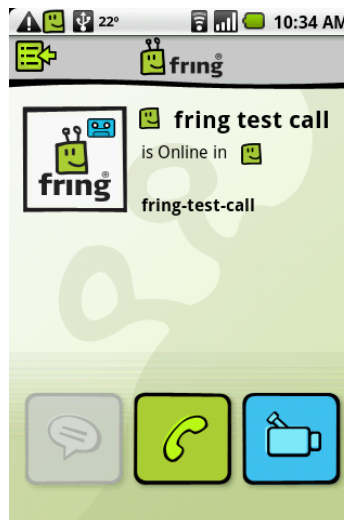 22° 10:34 AM
fring®
fring test call
is Online in
fring®
fring-test-call